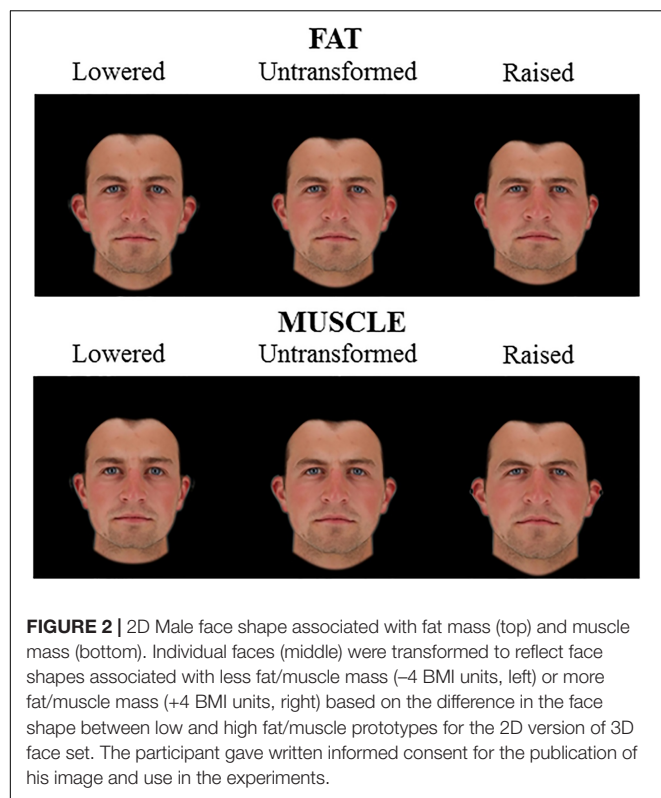 FAT
Lowered Untransformed Raised
MUSCLE
Lowered Untransformed Raised
FIGURE 2 | 2D Male face shape associated with fat mass (top) and muscle
mass (bottom). Individual faces (middle) were transformed to reflect face
shapes associated with less fat/muscle mass (–4 BMI units, left) or more
fat/muscle mass (+4 BMI units, right) based on the difference in the face
shape between low and high fat/muscle prototypes for the 2D version of 3D
face set. The participant gave written informed consent for the publication of
his image and use in the experiments.